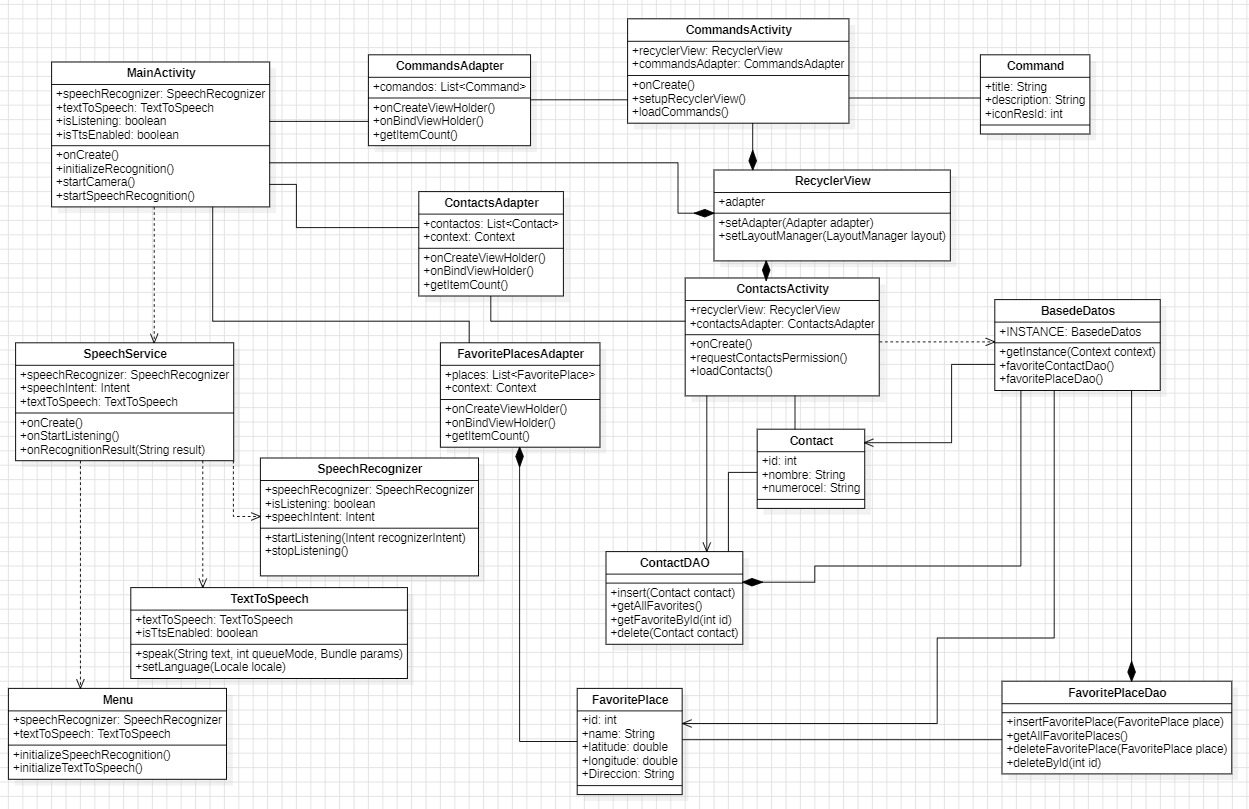 MainActivity
+speechRecognizer: SpeechRecognizer
+textToSpeech: TextToSpeech
+isListening: boolean
+isTtsEnabled: boolean
+onCreate()
+initializeRecognition()
+startCamera()
+startSpeechRecognition()
CommandsAdapter
+comandos: List<Command>
+onCreateViewHolder()
+onBindViewHolder()
+getItemCount()
CommandsActivity
+recyclerView: RecyclerView
+commandsAdapter: CommandsAdapter
+onCreate()
+setupRecyclerView()
+loadCommands()
Command
+title: String
+description: String
+iconResId: int
RecyclerView
+adapter
+setAdapter(Adapter adapter)
+setLayoutManager(LayoutManager layout)
ContactsAdapter
+contactos: List<Contact>
+context: Context
+onCreateViewHolder()
+onBindViewHolder()
+getItemCount()
ContactsActivity
+recyclerView: RecyclerView
+contactsAdapter: ContactsAdapter
+onCreate()
+requestContactsPermission()
+loadContacts()
BasedeDatos
+INSTANCE: BasedeDatos
+getInstance(Context context)
+favoriteContactDao()
+favoritePlaceDao()
SpeechService
+speechRecognizer: SpeechRecognizer
+speechIntent: Intent
+textToSpeech: TextToSpeech
+onCreate()
+onStartListening()
+onRecognitionResult(String result)
FavoritePlacesAdapter
+places: List<FavoritePlace>
+context: Context
+onCreateViewHolder()
+onBindViewHolder()
+getItemCount()
Contact
+id: int
+nombre: String
+numerocel: String
SpeechRecognizer
+speechRecognizer: SpeechRecognizer
+isListening: boolean
+speechIntent: Intent
+startListening(Intent recognizerIntent)
+stopListening()
ContactDAO
+insert(Contact contact)
+getAllFavorites()
+getFavoriteById(int id)
+delete(Contact contact)
TextToSpeech
+textToSpeech: TextToSpeech
+isTtsEnabled: boolean
+speak(String text, int queueMode, Bundle params)
+setLanguage(Locale locale)
Menu
+speechRecognizer: SpeechRecognizer
+textToSpeech: TextToSpeech
+initializeSpeechRecognition()
+initializeTextToSpeech()
FavoritePlace
+id: int
+name: String
+latitude: double
+longitude: double
+Direccion: String
FavoritePlaceDao
+insertFavoritePlace(FavoritePlace place)
+getAllFavoritePlaces()
+deleteFavoritePlace(FavoritePlace place)
+deleteById(int id)